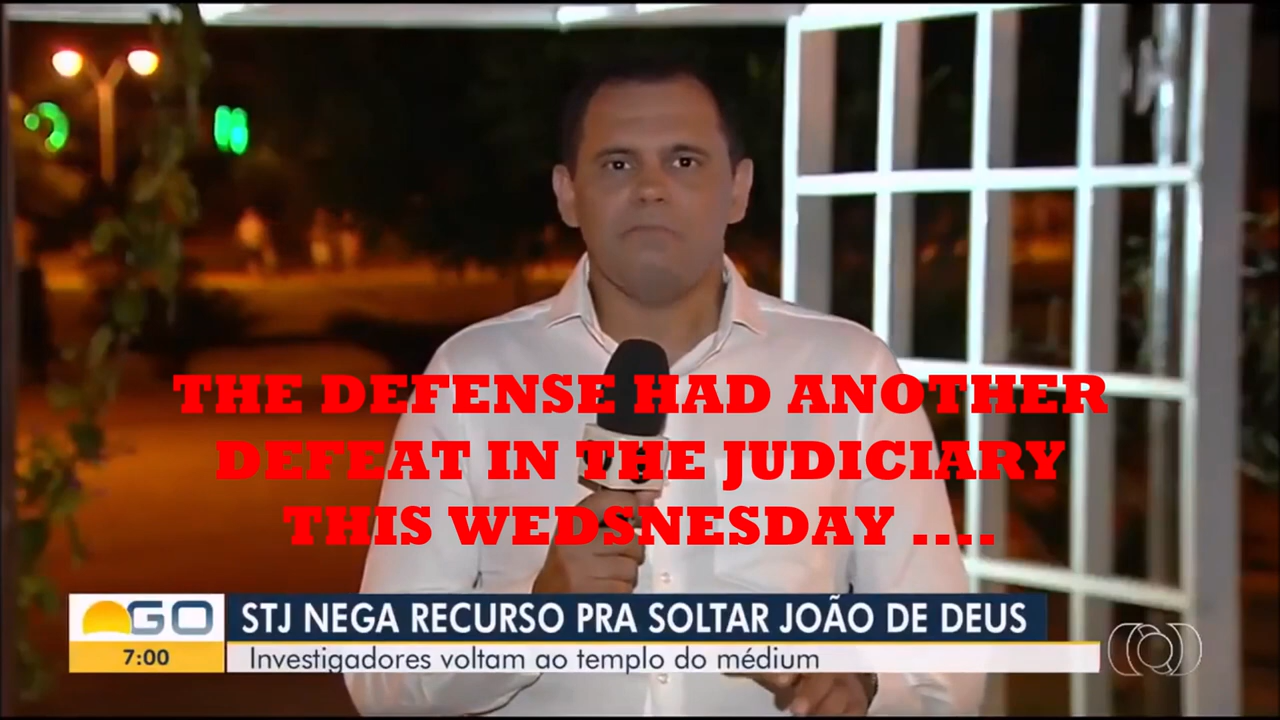 THE DEFENSE HAD ANOTHER
DEFEAT IN THE JUDICIARY
THIS WEDSNESDAY ....
GO
STJ NEGA RECURSO PRA SOLTAR JOÃO DE DEUS
7:00
Investigadores voltam ao templo do médium